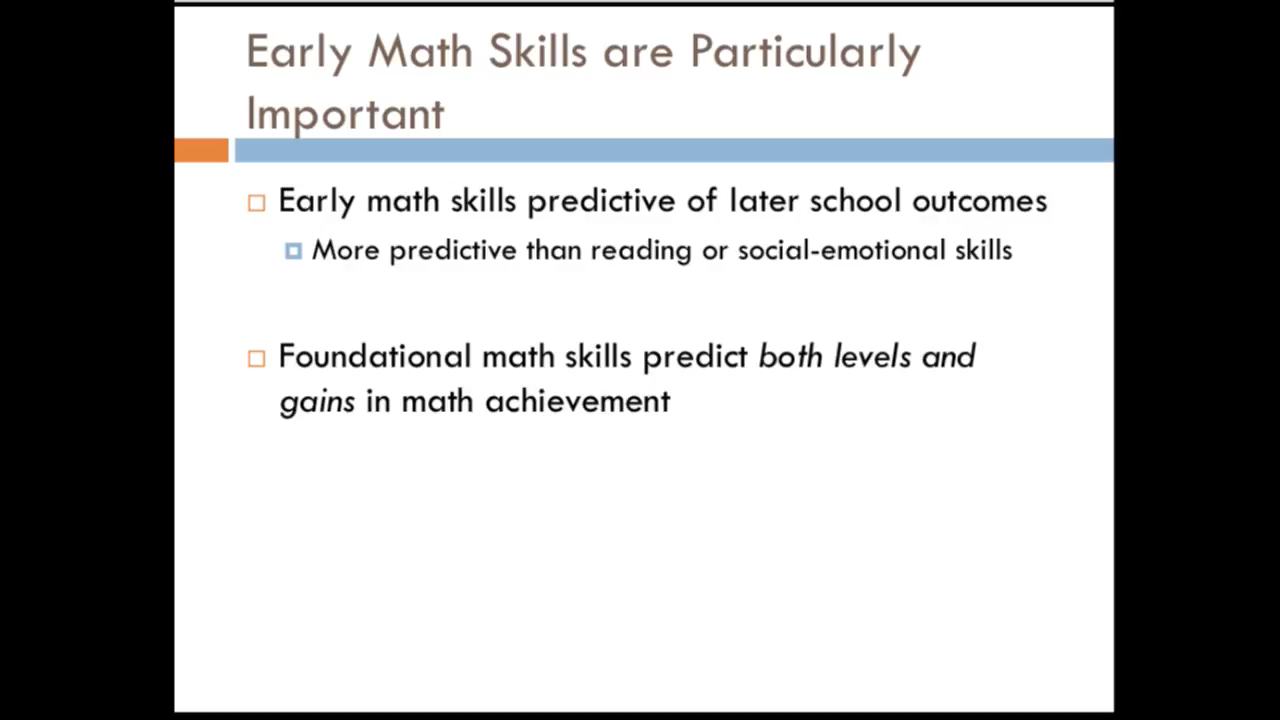 Early Math Skills are Particularly
Important
Early math skills predictive of later school outcomes
More predictive than reading or social-emotional skills
Foundational math skills predict both levels and
gains in math achievement